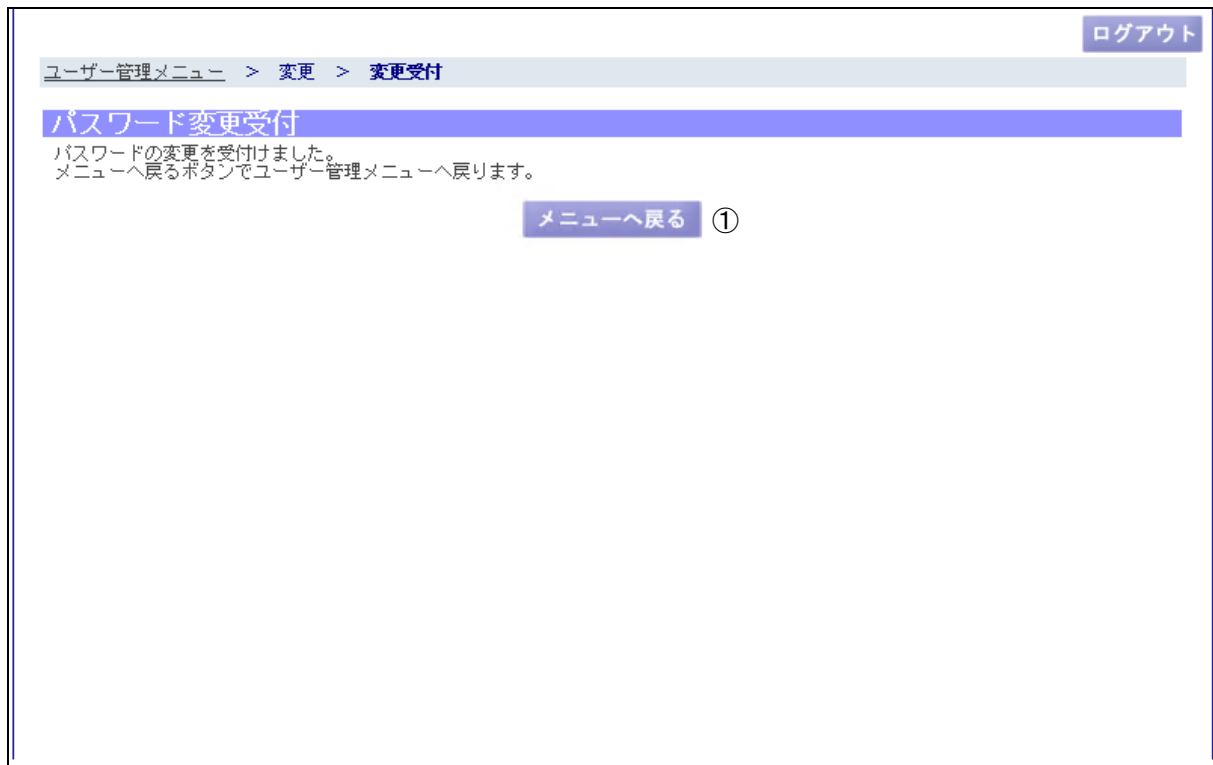 ログアウト
ユーザー管理メニュー > 変更 > 変更受付
パスワード変更受付
パスワードの変更を受付けました。
メニューへ戻るボタンでユーザー管理メニューへ戻ります。
メニューへ戻る ①